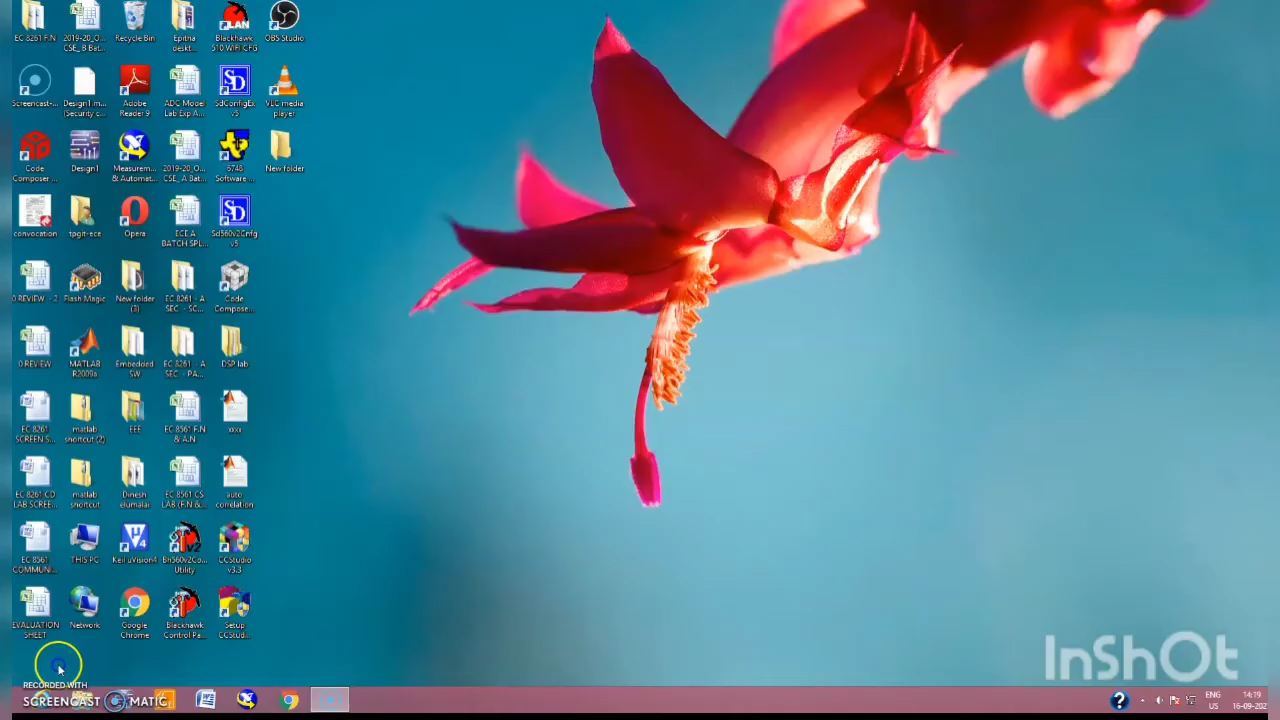 EC 8261 F.N
2019-20_O...
CSE_ B Bat...
Recycle Bin
Epitna
deskt...
Blackhawk
510 WIFI CFG
OBS Studio
Screencast-...
Design1.m...
(Security c...
Adobe
Reader 9
ADC Model
Lab Exp A...
SdConfigEx
v5
VLC media
player
Code
Composer ...
Design1
Measurem...
& Automat...
2019-20_O...
CSE_ A Bat...
6748
Software ...
New folder
convocation
tpgit-ece
Opera
ECE A
BATCH SPL...
Sd560v2Cnfg
v5
0 REVIEW - 2
Flash Magic
New folder
(3)
EC 8261 - A
SEC. - SC...
Code
Compose...
0 REVIEW
MATLAB
R2009a
Embedded
SW
EC 8261 - A
SEC. - PA...
DSP lab
EC 8261
SCREEN S...
matlab
shortcut (2)
EEE
EC 8561 F.N
& A.N
xxxx
EC 8261 CD
LAB SCREE...
matlab
shortcut
Dinesh
elumalai
EC 8561 CS
LAB (F.N &...
auto
correlation
EC 8561
COMMUNI...
THIS PC
Keil uVision4
Bh560v2Co...
Utility
CCStudio
v3.3
EVALUATION
SHEET
Network
Google
Chrome
Blackhawk
Control Pa...
Setup
CCStud...
RECORDED WITH
SCREENCAST MATIC
InShOt
ENG
US
14:19
16-09-202